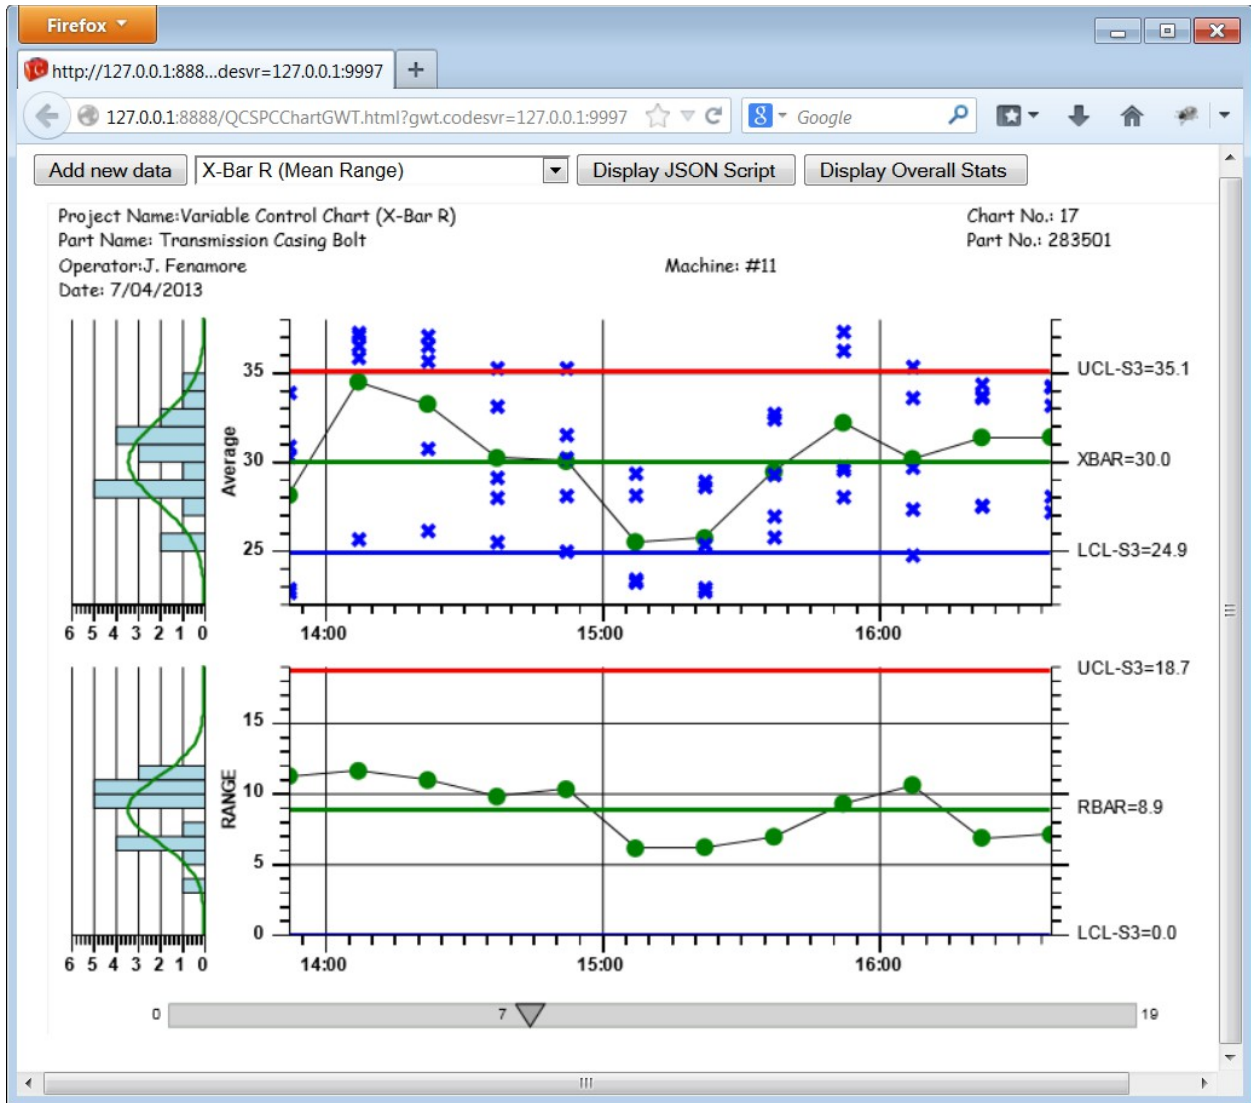 Firefox
http://127.0.0.1:888...desvr=127.0.0.1:9997
127.0.0.1:8888/QCSPCChartGWT.html?gwt.codesvr=127.0.0.1:9997
8 Google
Add new data X-Bar R (Mean Range) Display JSON Script Display Overall Stats
Project Name:Variable Control Chart (X-Bar R) Chart No.: 17
Part Name: Transmission Casing Bolt Part No.: 283501
Operator:J. Fenamore Machine: #11
Date: 7/04/2013
35 UCL-S3=35.1
Average
30 XBAR=30.0
25 LCL-S3=24.9
6 5 4 3 2 1 0 14:00 15:00 16:00
UCL-S3=18.7
15
RANGE
10 RBAR=8.9
5
0 LCL-S3=0.0
6 5 4 3 2 1 0 14:00 15:00 16:00
0 7 19